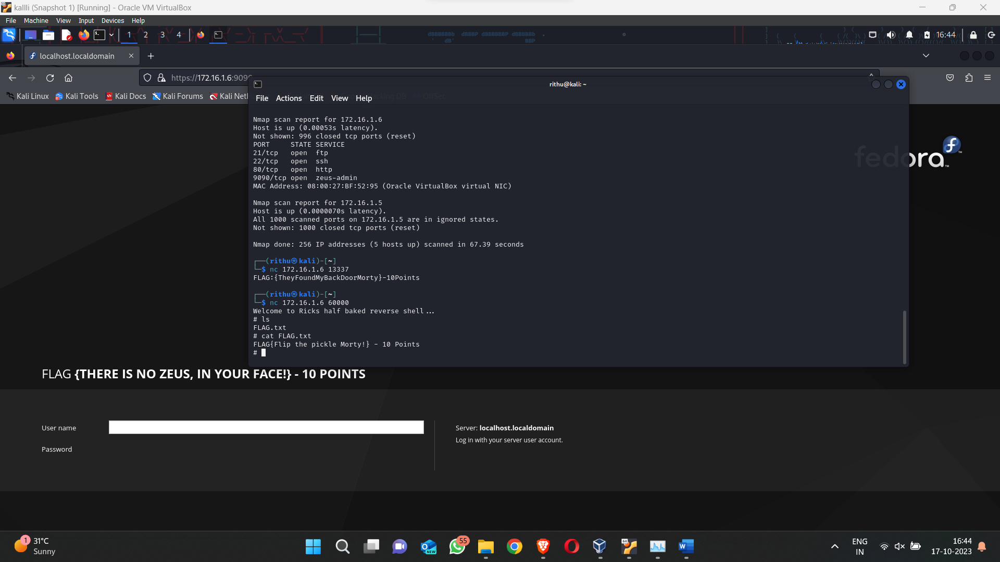 kallli (Snapshot 1) [Running] - Oracle VM VirtualBox
File Machine View Input Devices Help
1 2 3 4
16:44
localhost.localdomain
https://172.16.1.6:9090
Kali Linux Kali Tools Kali Docs Kali Forums Kali NetH
OffSec
rithu@kali: ~
File Actions Edit View Help
Nmap scan report for 172.16.1.6
Host is up (0.00053s latency).
Not shown: 996 closed tcp ports (reset)
PORT STATE SERVICE
21/tcp open ftp
22/tcp open ssh
80/tcp open http
9090/tcp open zeus-admin
MAC Address: 08:00:27:BF:52:95 (Oracle VirtualBox virtual NIC)
Nmap scan report for 172.16.1.5
Host is up (0.0000070s latency).
All 1000 scanned ports on 172.16.1.5 are in ignored states.
Not shown: 1000 closed tcp ports (reset)
Nmap done: 256 IP addresses (5 hosts up) scanned in 67.39 seconds
┌──(rithu㉿kali)-[~]
└─$ nc 172.16.1.6 13337
FLAG:{TheyFoundMyBackDoorMorty}-10Points
┌──(rithu㉿kali)-[~]
└─$ nc 172.16.1.6 60000
Welcome to Ricks half baked reverse shell...
# ls
FLAG.txt
# cat FLAG.txt
FLAG{Flip the pickle Morty!} - 10 Points
#
fedora™
FLAG {THERE IS NO ZEUS, IN YOUR FACE!} - 10 POINTS
User name
Password
Server: localhost.localdomain
Log in with your server user account.
1
31°C
Sunny
NEW
55
64
ENG
IN
16:44
17-10-2023